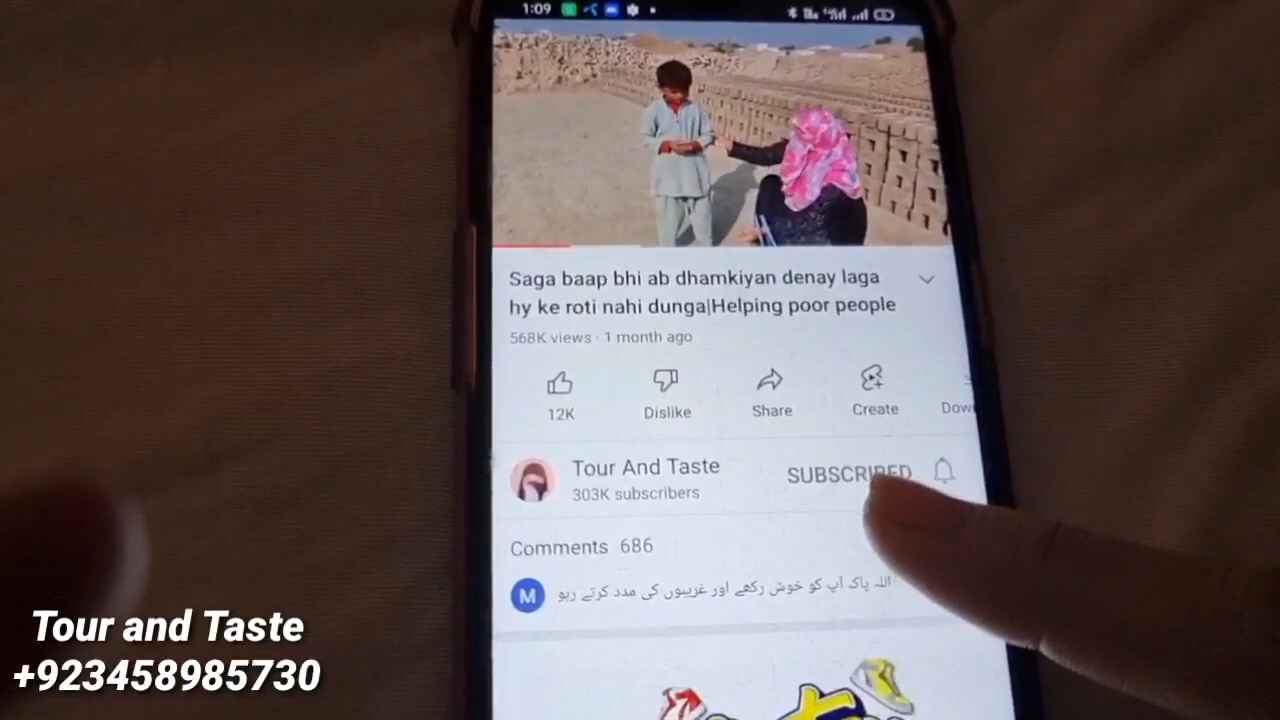 1:09
Saga baap bhi ab dhamkiyan denay laga
hy ke roti nahi dunga|Helping poor people
568K views · 1 month ago
12K
Dislike
Share
Create
Tour And Taste
303K subscribers
SUBSCRIBED
Comments 686
M
اللہ پاک آپ کو خوش رکھے اور غریبوں کی مدد کرتے رہو
Tour and Taste
+923458985730